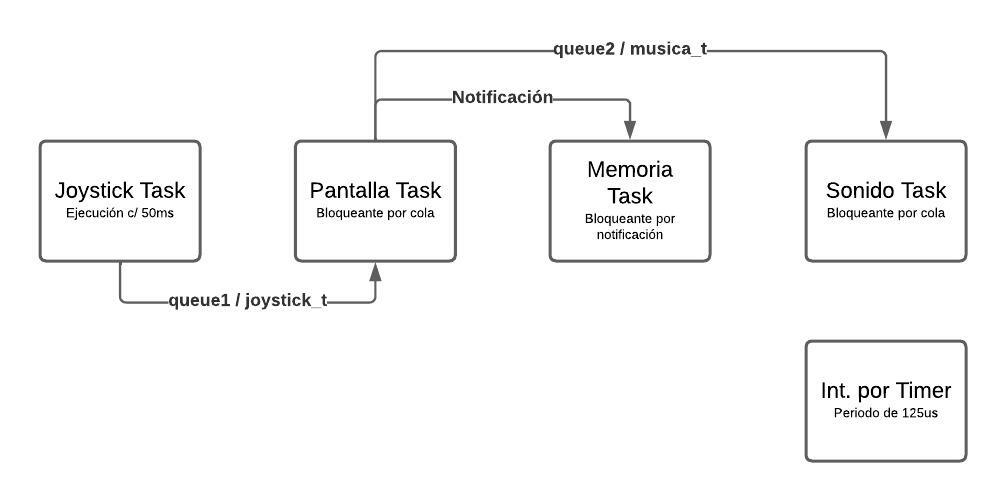 queue2 / musica_t
Notificación
Joystick Task
Ejecución c/ 50ms
Pantalla Task
Bloqueante por cola
Memoria
Task
Bloqueante por
notificación
Sonido Task
Bloqueante por cola
queue1 / joystick_t
Int. por Timer
Periodo de 125us